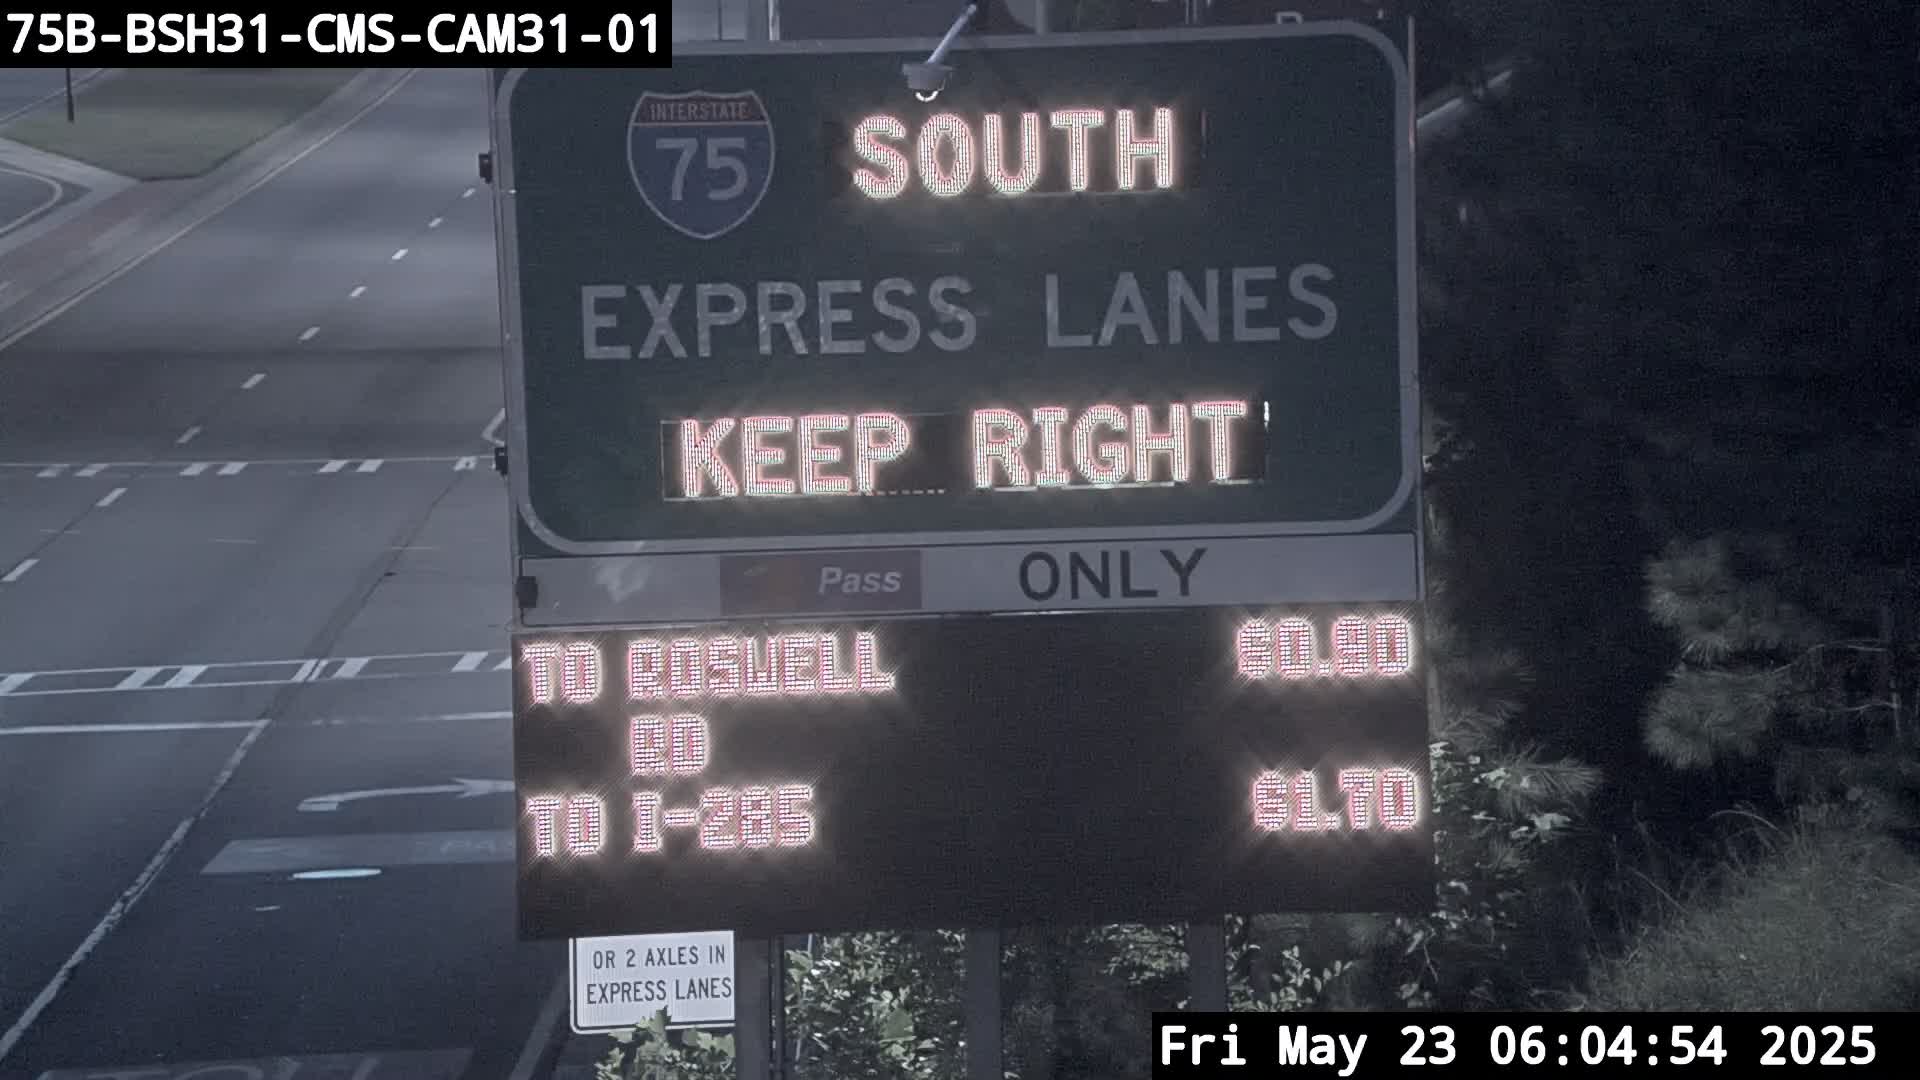 75B-BSH31-CMS-CAM31-01
INTERSTATE
75
SOUTH
EXPRESS LANES
KEEP RIGHT
Pass ONLY
TO ROSWELL $0.90
RD
TO I-285 $1.70
OR 2 AXLES IN
EXPRESS LANES
Fri May 23 06:04:54 2025